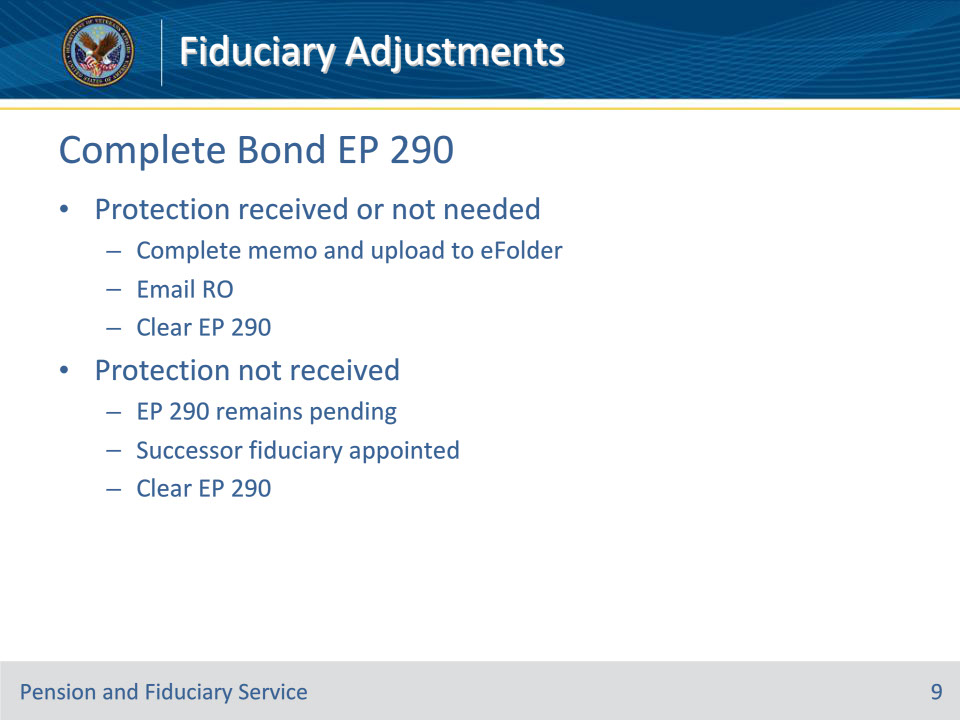 Fiduciary Adjustments
Complete Bond EP 290
• Protection received or not needed
– Complete memo and upload to eFolder
– Email RO
– Clear EP 290
• Protection not received
– EP 290 remains pending
– Successor fiduciary appointed
– Clear EP 290
Pension and Fiduciary Service
9